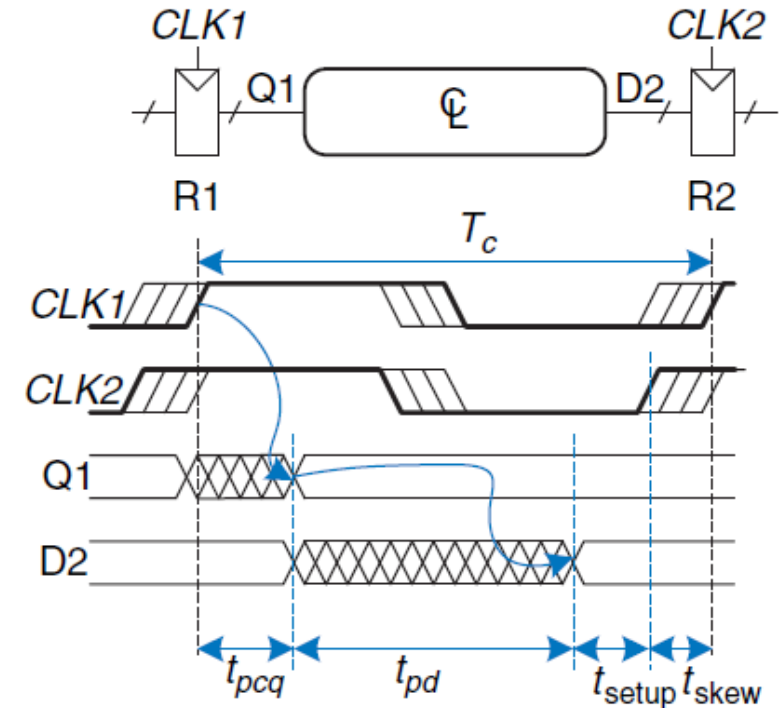 CLK1 CLK2
Q1 CL D2
R1 R2
Tc
CLK1
CLK2
Q1
D2
tpcq tpd tsetup tskew